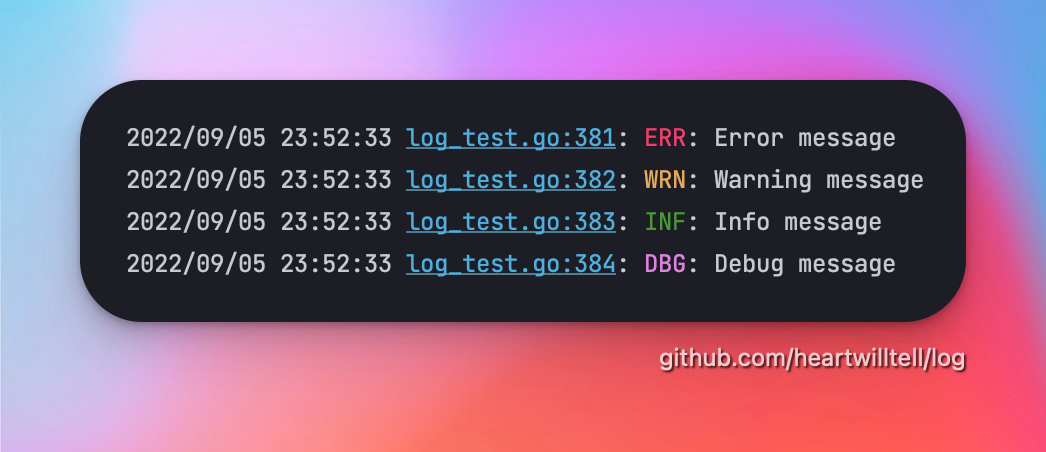 2022/09/05 23:52:33 log_test.go:381: ERR: Error message
2022/09/05 23:52:33 log_test.go:382: WRN: Warning message
2022/09/05 23:52:33 log_test.go:383: INF: Info message
2022/09/05 23:52:33 log_test.go:384: DBG: Debug message
github.com/heartwilltell/log